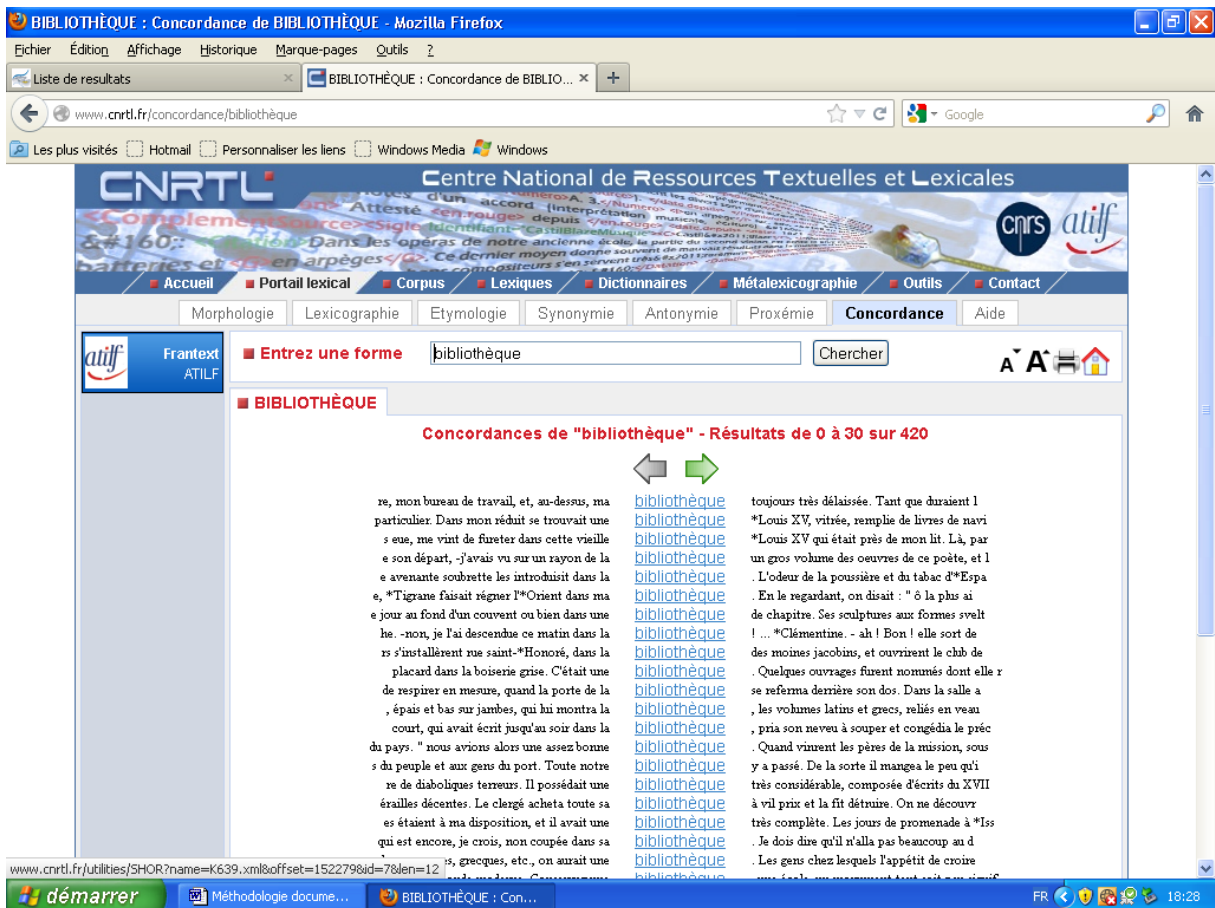 BIBLIOTHÈQUE : Concordance de BIBLIOTHÈQUE - Mozilla Firefox
Fichier Édition Affichage Historique Marque-pages Outils ?
Liste de resultats BIBLIOTHÈQUE : Concordance de BIBLIO...
www.cnrtl.fr/concordance/bibliothèque Google
Les plus visités Hotmail Personnaliser les liens Windows Media Windows
CNRTL Centre National de Ressources Textuelles et Lexicales
cnrs atilf
Accueil Portail lexical Corpus Lexiques Dictionnaires Métalexicographie Outils Contact
Morphologie Lexicographie Etymologie Synonymie Antonymie Proxémie Concordance Aide
atilf Frantext ATILF
Entrez une forme bibliothèque Chercher A A
BIBLIOTHÈQUE
Concordances de "bibliothèque" - Résultats de 0 à 30 sur 420
re, mon bureau de travail, et, au-dessus, ma bibliothèque toujours très délaissée. Tant que duraient l
particulier. Dans mon réduit se trouvait une bibliothèque *Louis XV, vitrée, remplie de livres de navi
s eue, me vint de fureter dans cette vieille bibliothèque *Louis XV qui était près de mon lit. Là, par
e son départ, -j'avais vu sur un rayon de la bibliothèque un gros volume des oeuvres de ce poète, et l
e avenante soubrette les introduisit dans la bibliothèque . L'odeur de la poussière et du tabac d'*Espa
e, *Tigrane faisait régner l'*Orient dans ma bibliothèque . En le regardant, on disait : " ô la plus ai
e jour au fond d'un couvent ou bien dans une bibliothèque de chapitre. Ses sculptures aux formes svelt
he. -non, je l'ai descendue ce matin dans la bibliothèque ! ... *Clémentine. - ah ! Bon ! elle sort de
rs s'installèrent rue saint-*Honoré, dans la bibliothèque des moines jacobins, et ouvrirent le club de
placard dans la boiserie grise. C'était une bibliothèque . Quelques ouvrages furent nommés dont elle r
de respirer en mesure, quand la porte de la bibliothèque se referma derrière son dos. Dans la salle a
, épais et bas sur jambes, qui lui montra la bibliothèque , les volumes latins et grecs, reliés en veau
court, qui avait écrit jusqu'au soir dans la bibliothèque , pria son neveu à souper et congédia le préc
du pays. " nous avions alors une assez bonne bibliothèque . Quand vinrent les pères de la mission, sous
s du peuple et aux gens du port. Toute notre bibliothèque y a passé. De la sorte il mangea le peu qu'i
re de diaboliques terreurs. Il possédait une bibliothèque très considérable, composée d'écrits du XVII
érailles décentes. Le clergé acheta toute sa bibliothèque à vil prix et la fit détruire. On ne découvr
es étaient à ma disposition, et il avait une bibliothèque très complète. Les jours de promenade à *Iss
qui est encore, je crois, non coupée dans sa bibliothèque . Je dois dire qu'il n'alla pas beaucoup au d
es, grecques, etc., on aurait une bibliothèque . Les gens chez lesquels l'appétit de croire
www.cnrtl.fr/utilities/SHOR?name=K639.xml&offset=152279&id=7&len=12
bibliothèque
démarrer Méthodologie docume... BIBLIOTHÈQUE : Con... FR 18:28